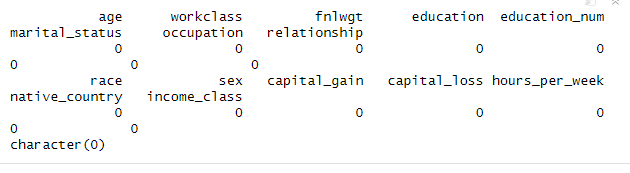 age workclass fnlwgt education education_num
marital_status occupation relationship
0 0 0 0 0
0 0 0
race sex capital_gain capital_loss hours_per_week
native_country income_class
0 0 0 0 0
0 0
character(0)